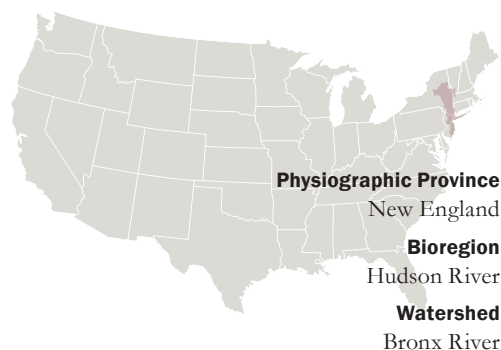 Physiographic Province
New England
Bioregion
Hudson River
Watershed
Bronx River